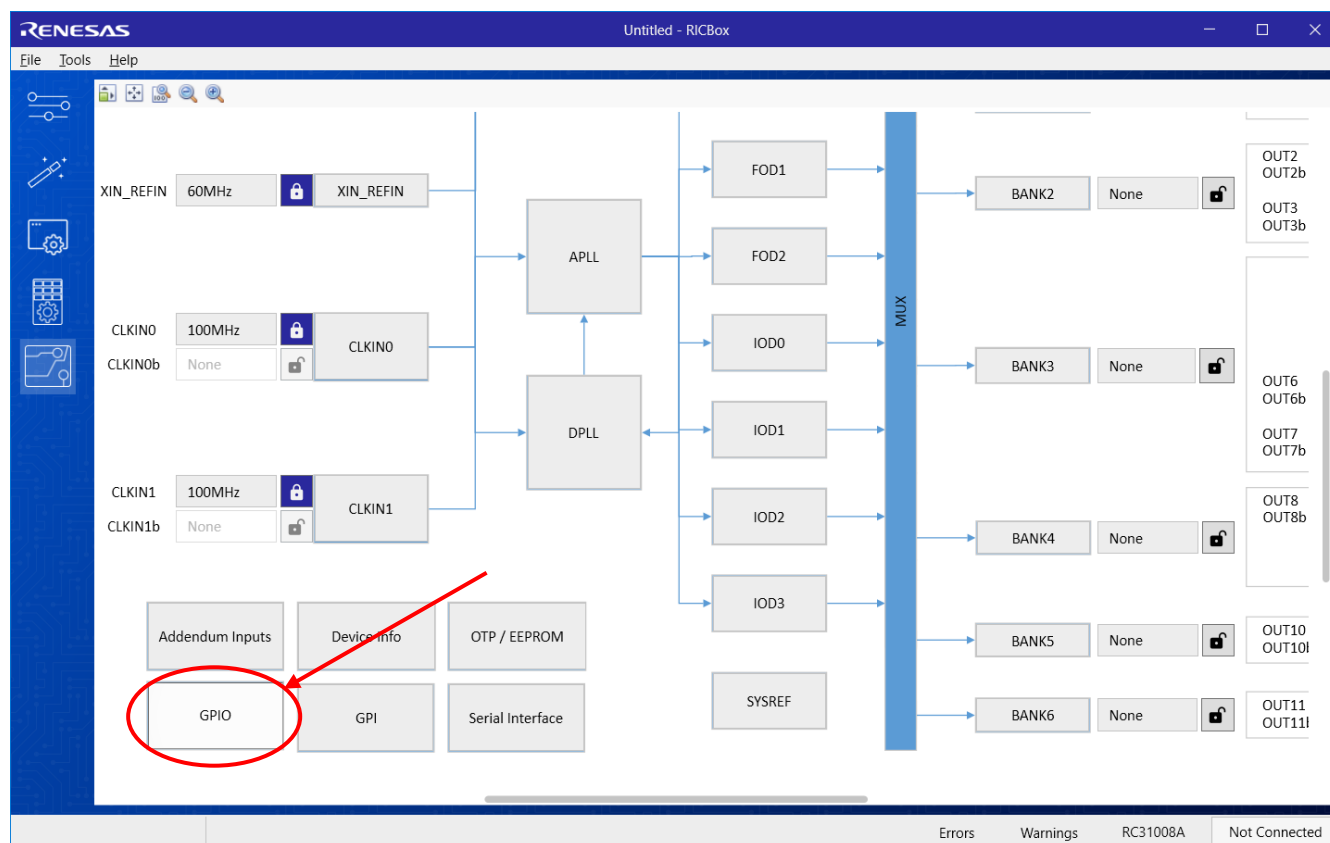 RENESAS
Untitled - RICBox
File Tools Help
XIN_REFIN 60MHz XIN_REFIN
CLKIN0 100MHz
CLKIN0b None
CLKIN0
CLKIN1 100MHz
CLKIN1b None
CLKIN1
APLL
DPLL
FOD1
FOD2
IOD0
IOD1
IOD2
IOD3
SYSREF
MUX
BANK2 None
OUT2
OUT2b
OUT3
OUT3b
BANK3 None
OUT6
OUT6b
OUT7
OUT7b
BANK4 None
OUT8
OUT8b
BANK5 None
OUT10
BANK6 None
OUT11
Addendum Inputs Device Info OTP / EEPROM
GPIO GPI Serial Interface
Errors Warnings RC31008A Not Connected